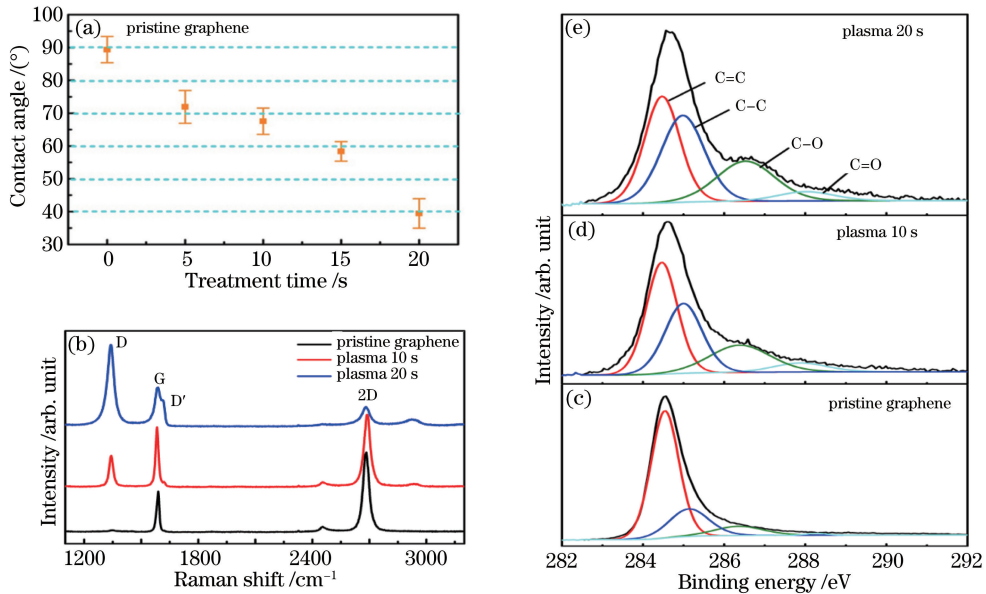 (a) pristine graphene
100
90
80
70
60
50
40
30
Contact angle /(°)
0 5 10 15 20
Treatment time /s
(b)
pristine graphene
plasma 10 s
plasma 20 s
D
G
D′
2D
Intensity /arb. unit
1200 1800 2400 3000
Raman shift /cm⁻¹
(e) plasma 20 s
C=C
C−C
C−O
C=O
(d) plasma 10 s
(c) pristine graphene
Intensity /arb. unit
282 284 286 288 290 292
Binding energy /eV